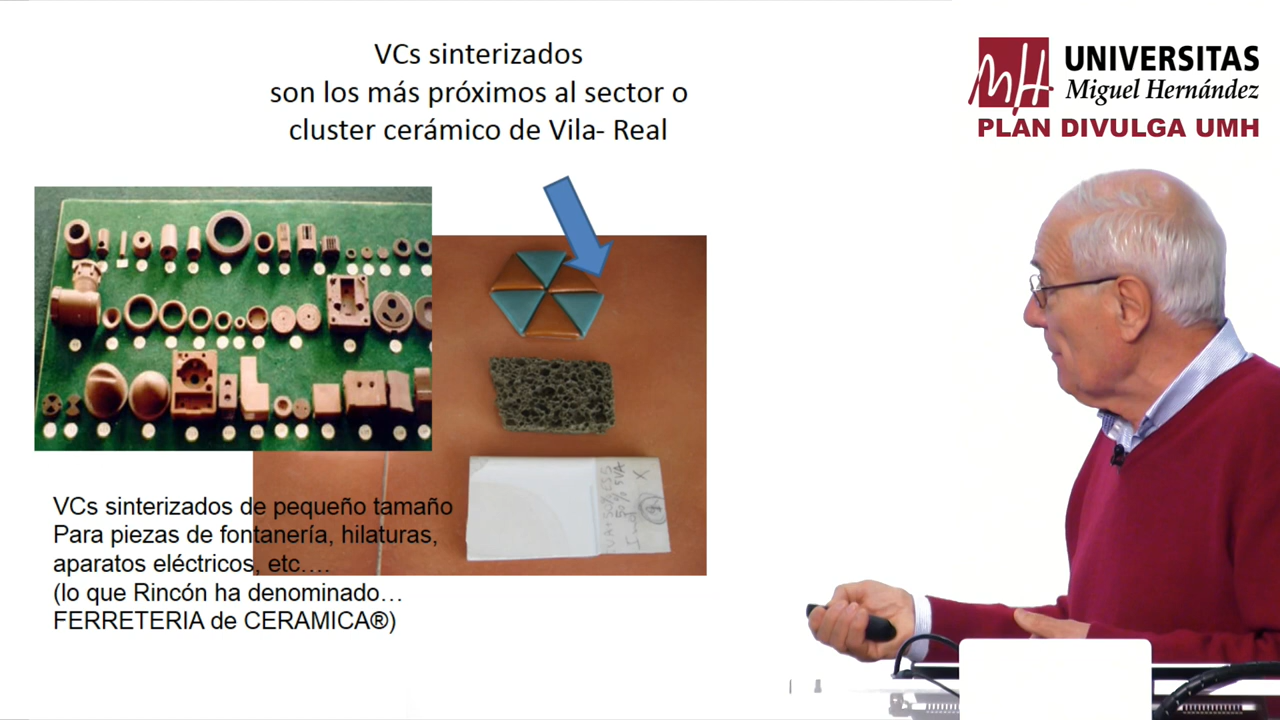 VCs sinterizados
son los más próximos al sector o
cluster cerámico de Vila- Real
UNIVERSITAS
Miguel Hernández
PLAN DIVULGA UMH
VCs sinterizados de pequeño tamaño
Para piezas de fontanería, hilaturas,
aparatos eléctricos, etc….
(lo que Rincón ha denominado…
FERRETERIA de CERAMICA®)